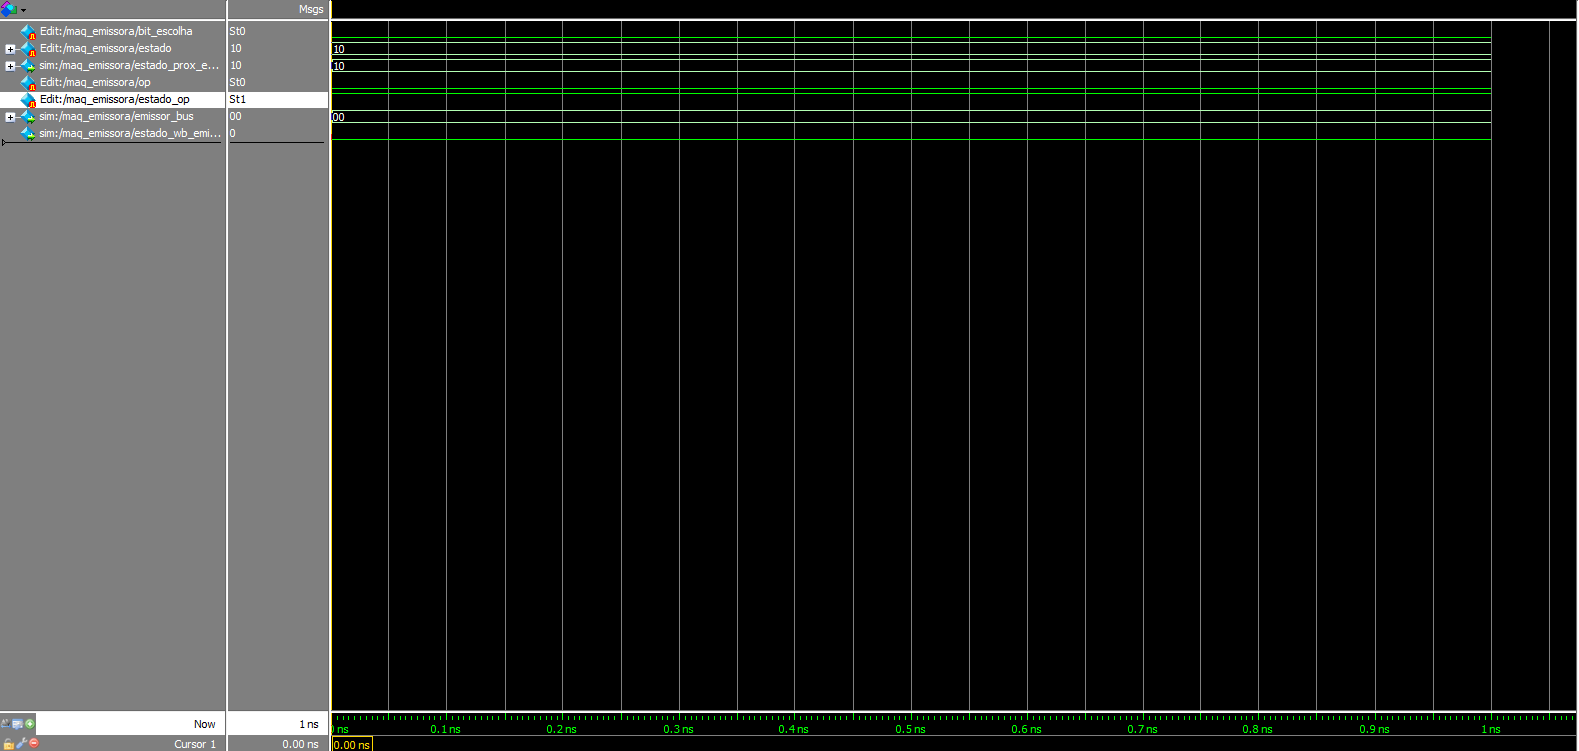 Msgs
Edit:/maq_emissora/bit_escolha St0
Edit:/maq_emissora/estado 10 10
sim:/maq_emissora/estado_prox_e... 10 10
Edit:/maq_emissora/op St0
Edit:/maq_emissora/estado_op St1
sim:/maq_emissora/emissor_bus 00 00
sim:/maq_emissora/estado_wb_emi... 0
Now 1 ns ns 0.1 ns 0.2 ns 0.3 ns 0.4 ns 0.5 ns 0.6 ns 0.7 ns 0.8 ns 0.9 ns 1 ns
Cursor 1 0.00 ns 0.00 ns